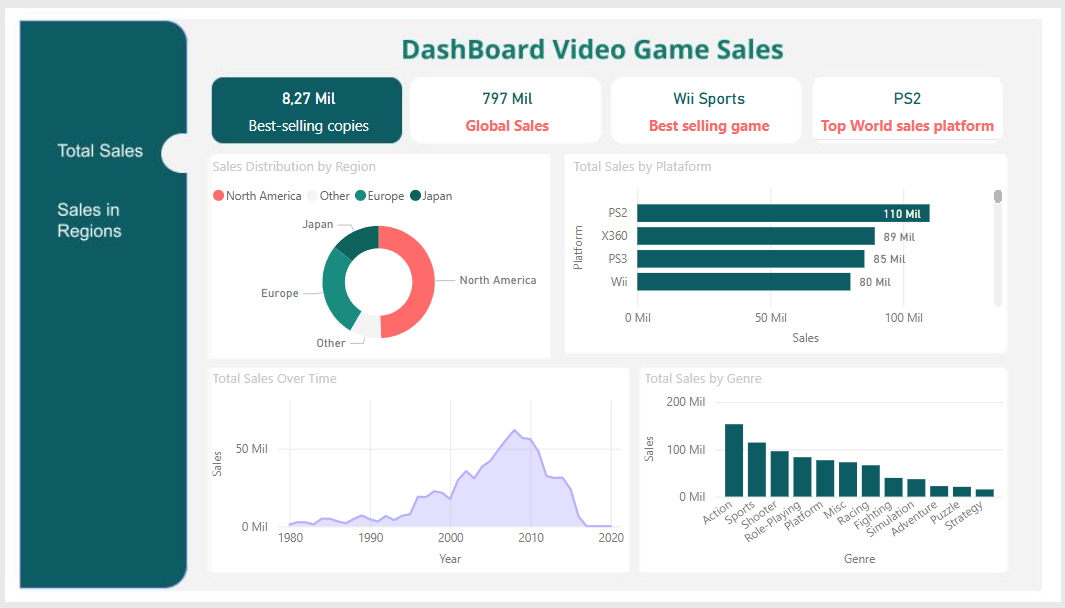 DashBoard Video Game Sales
Total Sales
Sales in
Regions
8,27 Mil
Best-selling copies
797 Mil
Global Sales
Wii Sports
Best selling game
PS2
Top World sales platform
Sales Distribution by Region
North America Other Europe Japan
Japan
North America
Europe
Other
Total Sales by Plataform
Platform
PS2
110 Mil
X360
89 Mil
PS3
85 Mil
Wii
80 Mil
0 Mil 50 Mil 100 Mil
Sales
Total Sales Over Time
Sales
50 Mil
0 Mil
1980 1990 2000 2010 2020
Year
Total Sales by Genre
Sales
200 Mil
100 Mil
0 Mil
Action
Sports
Shooter
Role-Playing
Platform
Misc
Racing
Fighting
Simulation
Adventure
Puzzle
Strategy
Genre